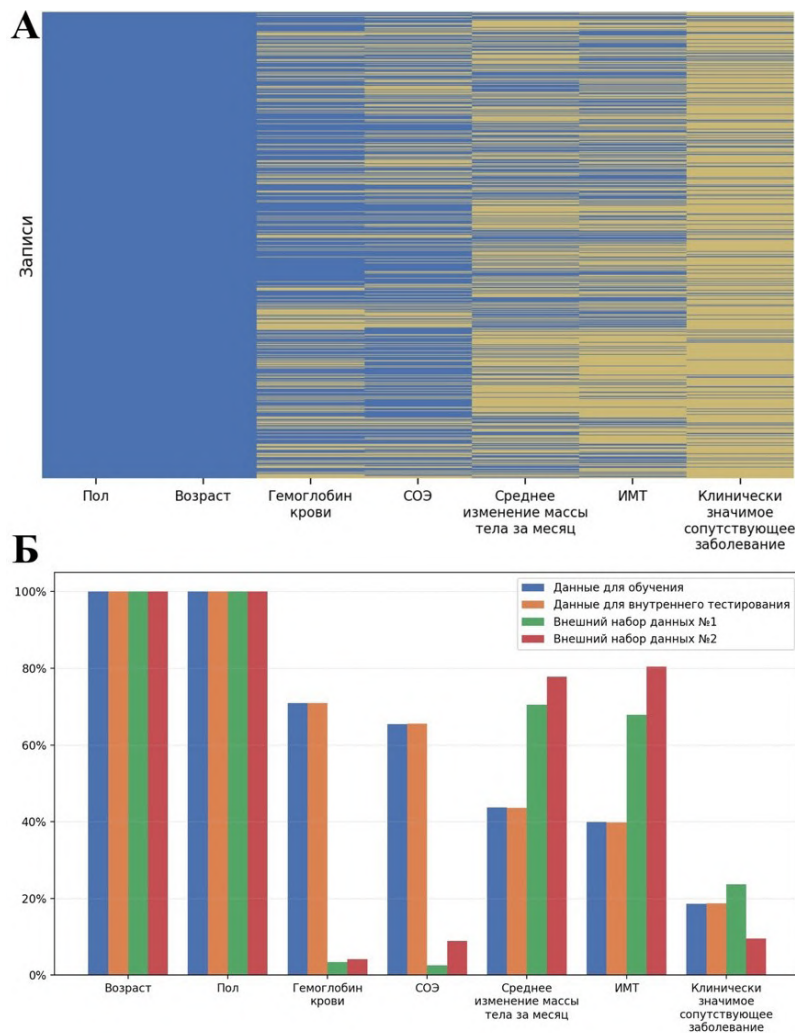 А
Записи
Пол
Возраст
Гемоглобин
крови
СОЭ
Среднее
изменение массы
тела за месяц
ИМТ
Клинически
значимое
сопутствующее
заболевание
Б
100%
80%
60%
40%
20%
0%
Данные для обучения
Данные для внутреннего тестирования
Внешний набор данных №1
Внешний набор данных №2
Возраст
Пол
Гемоглобин
крови
СОЭ
Среднее
изменение массы
тела за месяц
ИМТ
Клинически
значимое
сопутствующее
заболевание